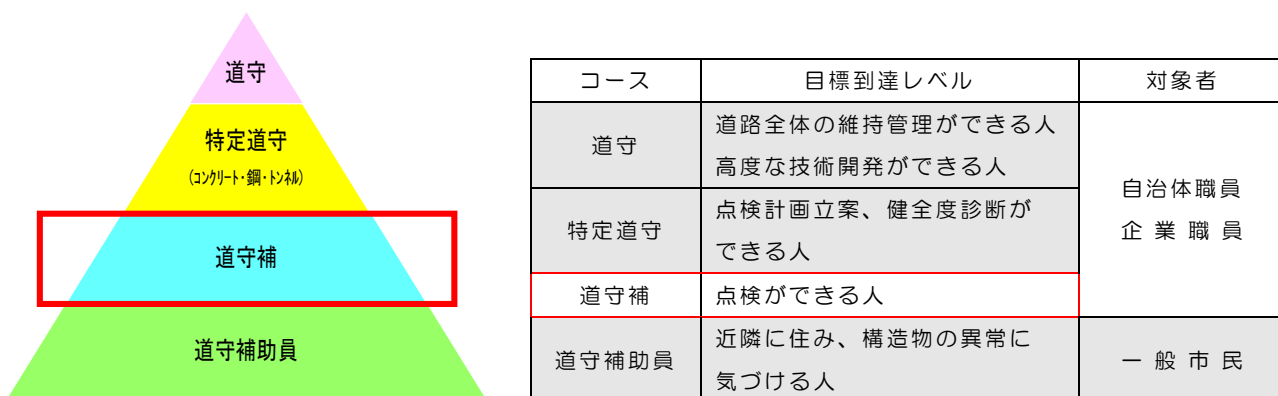 道守
特定道守
(ｺﾝｸﾘｰﾄ･鋼･ﾄﾝﾈﾙ)
道守補
道守補助員
コース 目標到達レベル 対象者
道守
道路全体の維持管理ができる人
高度な技術開発ができる人
特定道守
点検計画立案、健全度診断が
できる人
道守補 点検ができる人
自治体職員
企業職員
道守補助員
近隣に住み、構造物の異常に
気づける人
一般市民